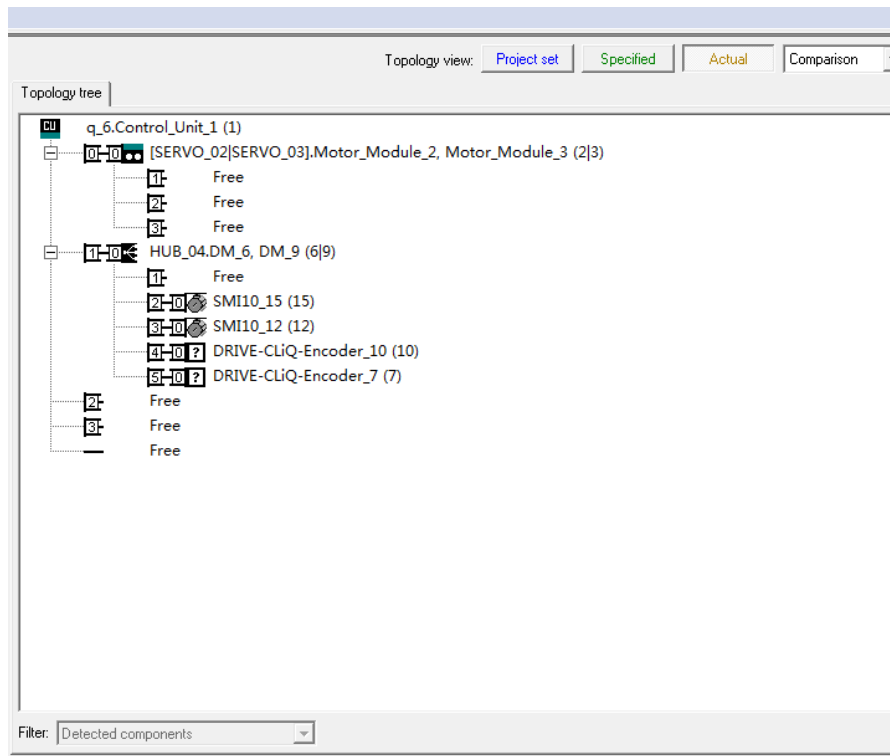 Topology view: Project set Specified Actual Comparison
Topology tree
CU q_6.Control_Unit_1 (1)
0 0 [SERVO_02|SERVO_03].Motor_Module_2, Motor_Module_3 (2|3)
1 Free
2 Free
3 Free
1 0 HUB_04.DM_6, DM_9 (6|9)
1 Free
2 0 SMI10_15 (15)
3 0 SMI10_12 (12)
4 0 ? DRIVE-CLiQ-Encoder_10 (10)
5 0 ? DRIVE-CLiQ-Encoder_7 (7)
2 Free
3 Free
Free
Filter: Detected components